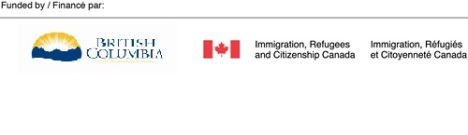 Funded by / Financé par:
BRITISH
COLUMBIA
Immigration, Refugees
and Citizenship Canada
Immigration, Réfugiés
et Citoyenneté Canada